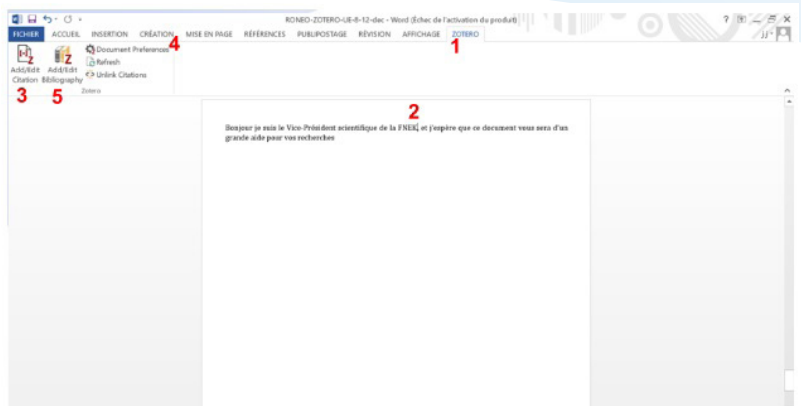 RONEO-ZOTERO-UE-6-12-dec - Word (Échec de l'activation du produit)
FICHIER ACCUEIL INSERTION CRÉATION MISE EN PAGE RÉFÉRENCES PUBLIPOSTAGE RÉVISION AFFICHAGE ZOTERO
4 1
Document Preferences
Refresh
Unlink Citations
Add/Edit Citation
Add/Edit Bibliography
3 5
Zotero
2
Bonjour je suis le Vice-Président scientifique de la FNEK, et j'espère que ce document vous sera d'un
grande aide pour vos recherches